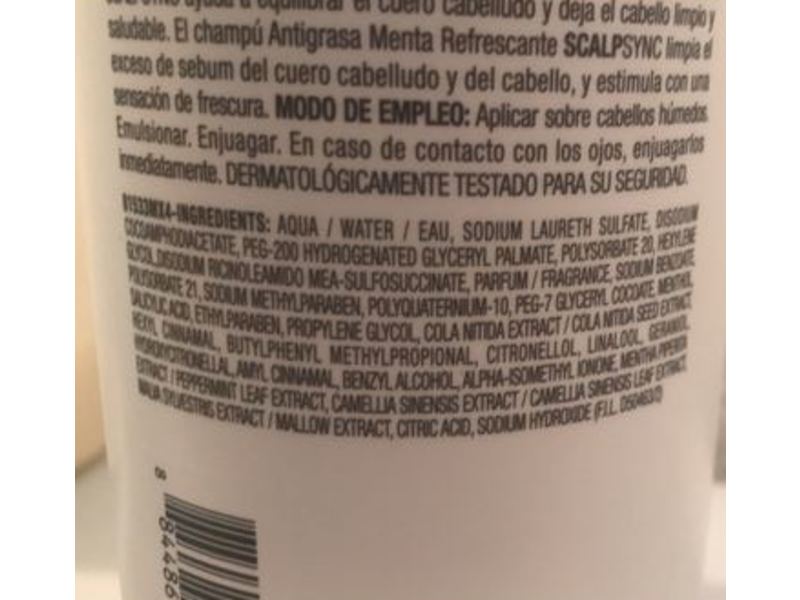 ayuda a equilibrar el cuero cabelludo y deja el cabello limpio y
saludable. El champú Antigrasa Menta Refrescante SCALPSYNC limpia el
exceso de sebum del cuero cabelludo y del cabello, y estimula con una
sensación de frescura. MODO DE EMPLEO: Aplicar sobre cabellos húmedos.
Emulsionar. Enjuagar. En caso de contacto con los ojos, enjuagarlos
inmediatamente. DERMATOLÓGICAMENTE TESTADO PARA SU SEGURIDAD.
01533MX4-INGREDIENTS: AQUA / WATER / EAU, SODIUM LAURETH SULFATE, DISODIUM
COCOAMPHODIACETATE, PEG-200 HYDROGENATED GLYCERYL PALMATE, POLYSORBATE 20, HEXYLENE
GLYCOL, DISODIUM RICINOLEAMIDO MEA-SULFOSUCCINATE, PARFUM / FRAGRANCE, SODIUM BENZOATE,
POLYSORBATE 21, SODIUM METHYLPARABEN, POLYQUATERNIUM-10, PEG-7 GLYCERYL COCOATE, MENTHOL,
SALICYLIC ACID, ETHYLPARABEN, PROPYLENE GLYCOL, COLA NITIDA EXTRACT / COLA NITIDA SEED EXTRACT,
HEXYL CINNAMAL, BUTYLPHENYL METHYLPROPIONAL, CITRONELLOL, LINALOOL, GERANIOL,
HYDROXYCITRONELLAL, AMYL CINNAMAL, BENZYL ALCOHOL, ALPHA-ISOMETHYL IONONE, MENTHA PIPERITA
EXTRACT / PEPPERMINT LEAF EXTRACT, CAMELLIA SINENSIS EXTRACT / CAMELLIA SINENSIS LEAF EXTRACT,
MALVA SYLVESTRIS EXTRACT / MALLOW EXTRACT, CITRIC ACID, SODIUM HYDROXIDE (F.I.L. D50463/3)
8 84486